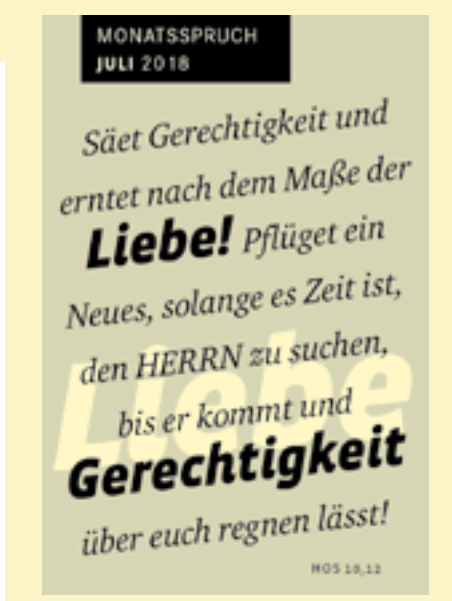 MONATSSPRUCH
JULI 2018
Säet Gerechtigkeit und
erntet nach dem Maße der
Liebe! Pflüget ein
Neues, solange es Zeit ist,
den HERRN zu suchen,
Liebe
bis er kommt und
Gerechtigkeit
über euch regnen lässt!
HOS 10,12